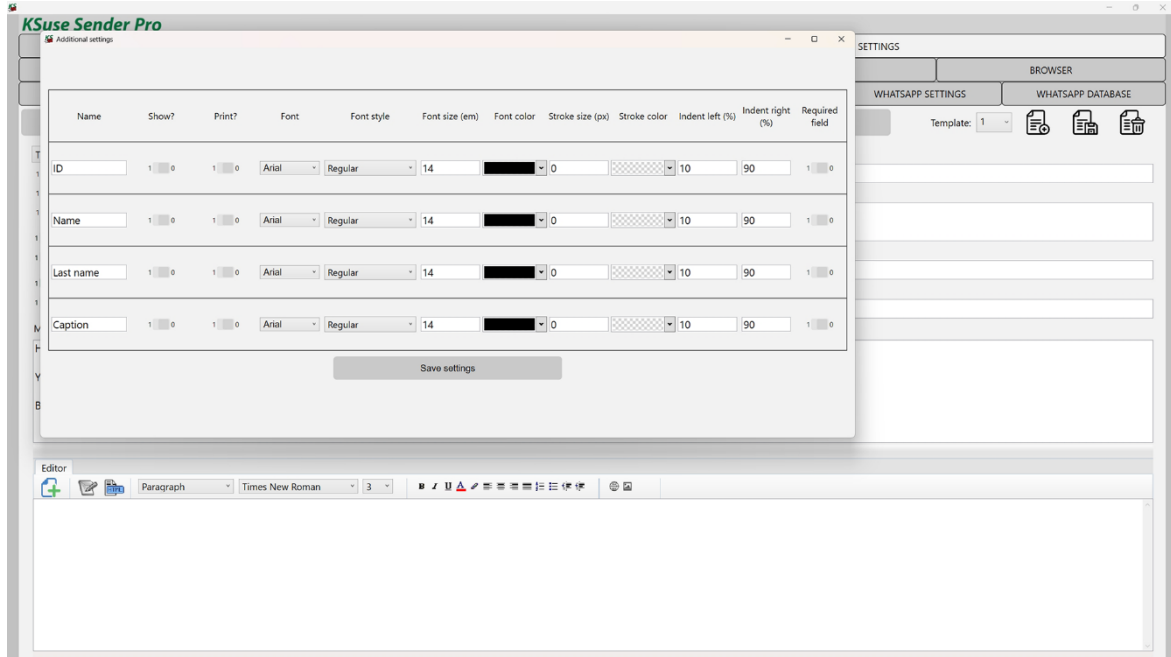 KSuse Sender Pro
Additional settings
SETTINGS
BROWSER
WHATSAPP SETTINGS
WHATSAPP DATABASE
Template: 1
Name Show? Print? Font Font style Font size (em) Font color Stroke size (px) Stroke color Indent left (%) Indent right (%) Required field
ID 1 0 1 0 Arial Regular 14 0 10 90 1 0
Name 1 0 1 0 Arial Regular 14 0 10 90 1 0
Last name 1 0 1 0 Arial Regular 14 0 10 90 1 0
Caption 1 0 1 0 Arial Regular 14 0 10 90 1 0
Save settings
Editor
Paragraph Times New Roman 3 B I U A